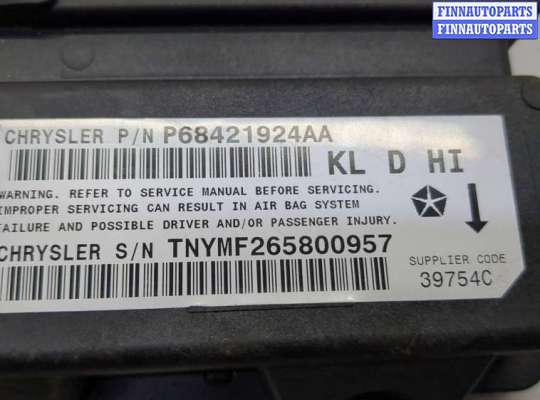 FINNAUTOPARTS
FINNAUTOPARTS
CHRYSLER P/N P68421924AA
KL D HI
WARNING. REFER TO SERVICE MANUAL BEFORE SERVICING.
IMPROPER SERVICING CAN RESULT IN AIR BAG SYSTEM
FAILURE AND POSSIBLE DRIVER AND/OR PASSENGER INJURY.
CHRYSLER S/N TNYMF265800957
SUPPLIER CODE
39754C